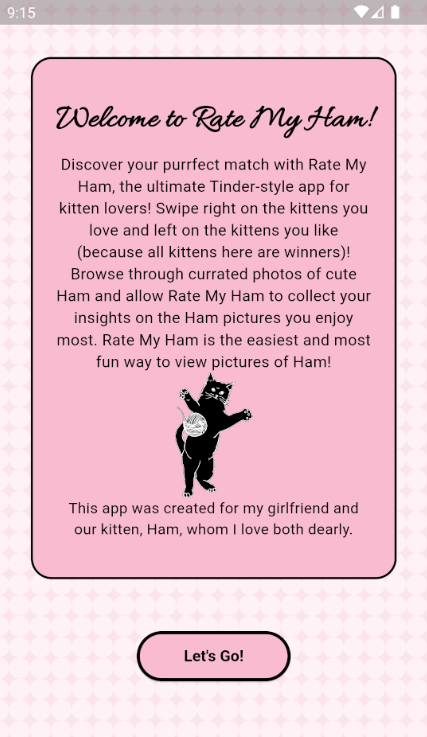 9:15
Welcome to Rate My Ham!
Discover your purrfect match with Rate My
Ham, the ultimate Tinder-style app for
kitten lovers! Swipe right on the kittens you
love and left on the kittens you like
(because all kittens here are winners)!
Browse through currated photos of cute
Ham and allow Rate My Ham to collect your
insights on the Ham pictures you enjoy
most. Rate My Ham is the easiest and most
fun way to view pictures of Ham!
This app was created for my girlfriend and
our kitten, Ham, whom I love both dearly.
Let's Go!